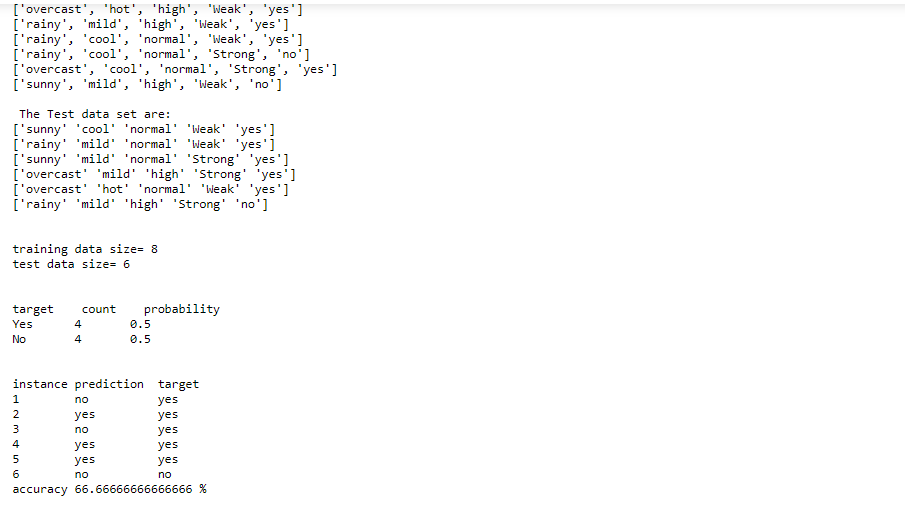 ['overcast', 'hot', 'high', 'Weak', 'yes']
['rainy', 'mild', 'high', 'Weak', 'yes']
['rainy', 'cool', 'normal', 'Weak', 'yes']
['rainy', 'cool', 'normal', 'Strong', 'no']
['overcast', 'cool', 'normal', 'Strong', 'yes']
['sunny', 'mild', 'high', 'Weak', 'no']
The Test data set are:
['sunny' 'cool' 'normal' 'Weak' 'yes']
['rainy' 'mild' 'normal' 'Weak' 'yes']
['sunny' 'mild' 'normal' 'Strong' 'yes']
['overcast' 'mild' 'high' 'Strong' 'yes']
['overcast' 'hot' 'normal' 'Weak' 'yes']
['rainy' 'mild' 'high' 'Strong' 'no']
training data size= 8
test data size= 6
target count probability
Yes 4 0.5
No 4 0.5
instance prediction target
1 no yes
2 yes yes
3 no yes
4 yes yes
5 yes yes
6 no no
accuracy 66.66666666666666 %